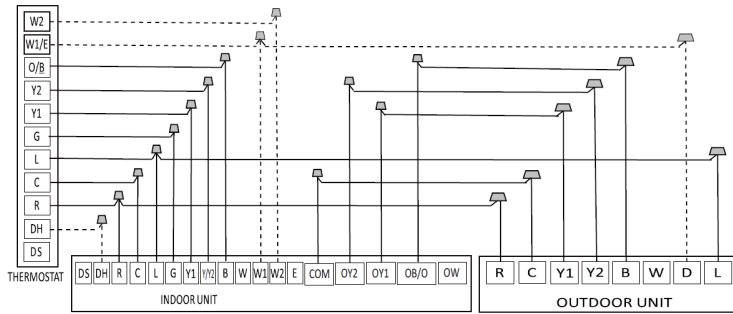 W2
W1/E
O/B
Y2
Y1
G
L
C
R
DH
DS
THERMOSTAT
DS DH R C L G Y1 Y/Y2 B W W1 W2 E COM OY2 OY1 OB/O OW
INDOOR UNIT
R C Y1 Y2 B W D L
OUTDOOR UNIT